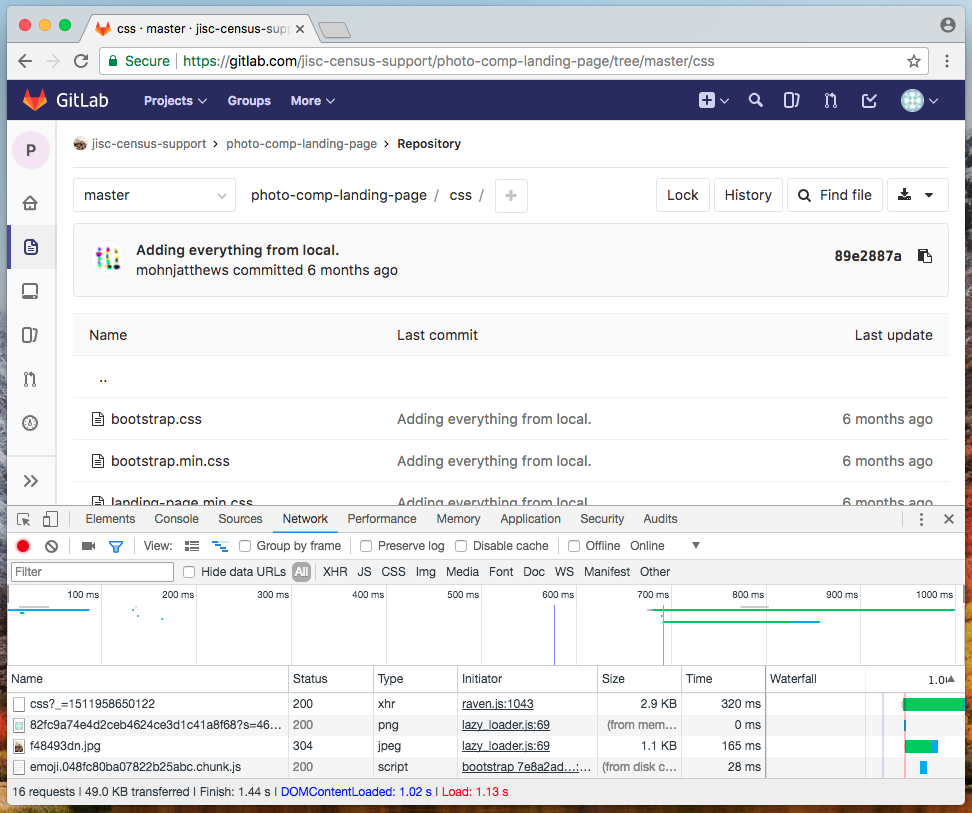 css · master · jisc-census-sup
Secure
https://gitlab.com/jisc-census-support/photo-comp-landing-page/tree/master/css
GitLab Projects Groups More
P
jisc-census-support > photo-comp-landing-page > Repository
master
photo-comp-landing-page / css / +
Lock History Find file
Adding everything from local.
mohnjatthews committed 6 months ago
89e2887a
Name Last commit Last update
..
bootstrap.css Adding everything from local. 6 months ago
bootstrap.min.css Adding everything from local. 6 months ago
landing-page.min.css Adding everything from local. 6 months ago
Elements Console Sources Network Performance Memory Application Security Audits
View: Group by frame Preserve log Disable cache Offline Online
Filter Hide data URLs All XHR JS CSS Img Media Font Doc WS Manifest Other
100 ms 200 ms 300 ms 400 ms 500 ms 600 ms 700 ms 800 ms 900 ms 1000 ms
Name Status Type Initiator Size Time Waterfall 1.0
css?_=1511958650122 200 xhr raven.js:1043 2.9 KB 320 ms
82fc9a74e4d2ceb4624ce3d1c41a8f68?s=46... 200 png lazy_loader.js:69 (from mem... 0 ms
f48493dn.jpg 304 jpeg lazy_loader.js:69 1.1 KB 165 ms
emoji.048fc80ba07822b25abc.chunk.js 200 script bootstrap 7e8a2ad...:... (from disk c... 28 ms
16 requests | 49.0 KB transferred | Finish: 1.44 s | DOMContentLoaded: 1.02 s | Load: 1.13 s